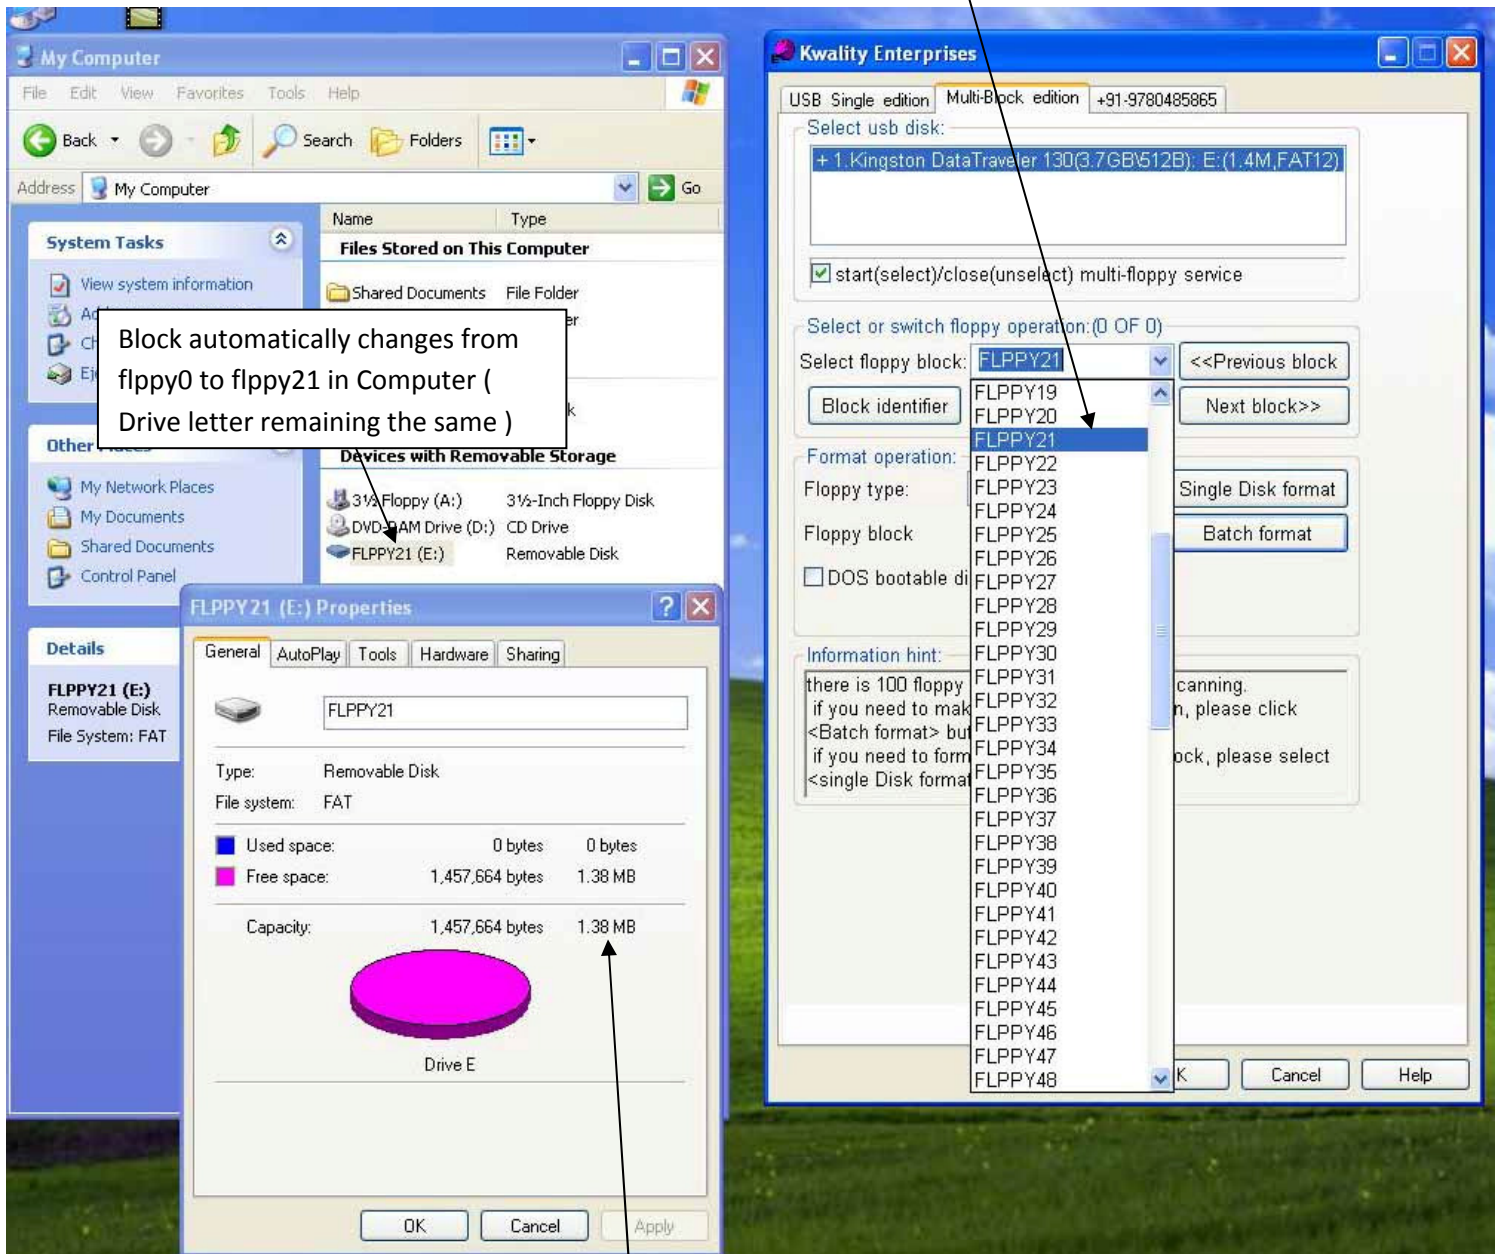 My Computer
File Edit View Favorites Tools Help
Back Search Folders
Address My Computer Go
Name Type
System Tasks
Files Stored on This Computer
View system information
Shared Documents File Folder
Block automatically changes from
flppy0 to flppy21 in Computer (
Drive letter remaining the same )
Other
Devices with Removable Storage
My Network Places
My Documents
Shared Documents
Control Panel
3½ Floppy (A:) 3½-Inch Floppy Disk
DVD-RAM Drive (D:) CD Drive
FLPPY21 (E:) Removable Disk
Details
FLPPY21 (E:)
Removable Disk
File System: FAT
FLPPY21 (E:) Properties
General AutoPlay Tools Hardware Sharing
FLPPY21
Type: Removable Disk
File system: FAT
Used space: 0 bytes 0 bytes
Free space: 1,457,664 bytes 1.38 MB
Capacity: 1,457,664 bytes 1.38 MB
Drive E
OK Cancel Apply
Kwality Enterprises
USB Single edition Multi-Block edition +91-9780485865
Select usb disk:
+ 1.Kingston DataTraveler 130(3.7GB\512B): E:(1.4M,FAT12)
start(select)/close(unselect) multi-floppy service
Select or switch floppy operation:(0 OF 0)
Select floppy block: FLPPY21 <<Previous block
Block identifier Next block>>
FLPPY19
FLPPY20
FLPPY21
FLPPY22
FLPPY23
FLPPY24
FLPPY25
FLPPY26
FLPPY27
FLPPY28
FLPPY29
FLPPY30
FLPPY31
FLPPY32
FLPPY33
FLPPY34
FLPPY35
FLPPY36
FLPPY37
FLPPY38
FLPPY39
FLPPY40
FLPPY41
FLPPY42
FLPPY43
FLPPY44
FLPPY45
FLPPY46
FLPPY47
FLPPY48
Format operation:
Floppy type: Single Disk format
Floppy block Batch format
DOS bootable di
Information hint:
there is 100 floppy canning.
if you need to mak n, please click
<Batch format> but
if you need to form ock, please select
<single Disk format
K Cancel Help